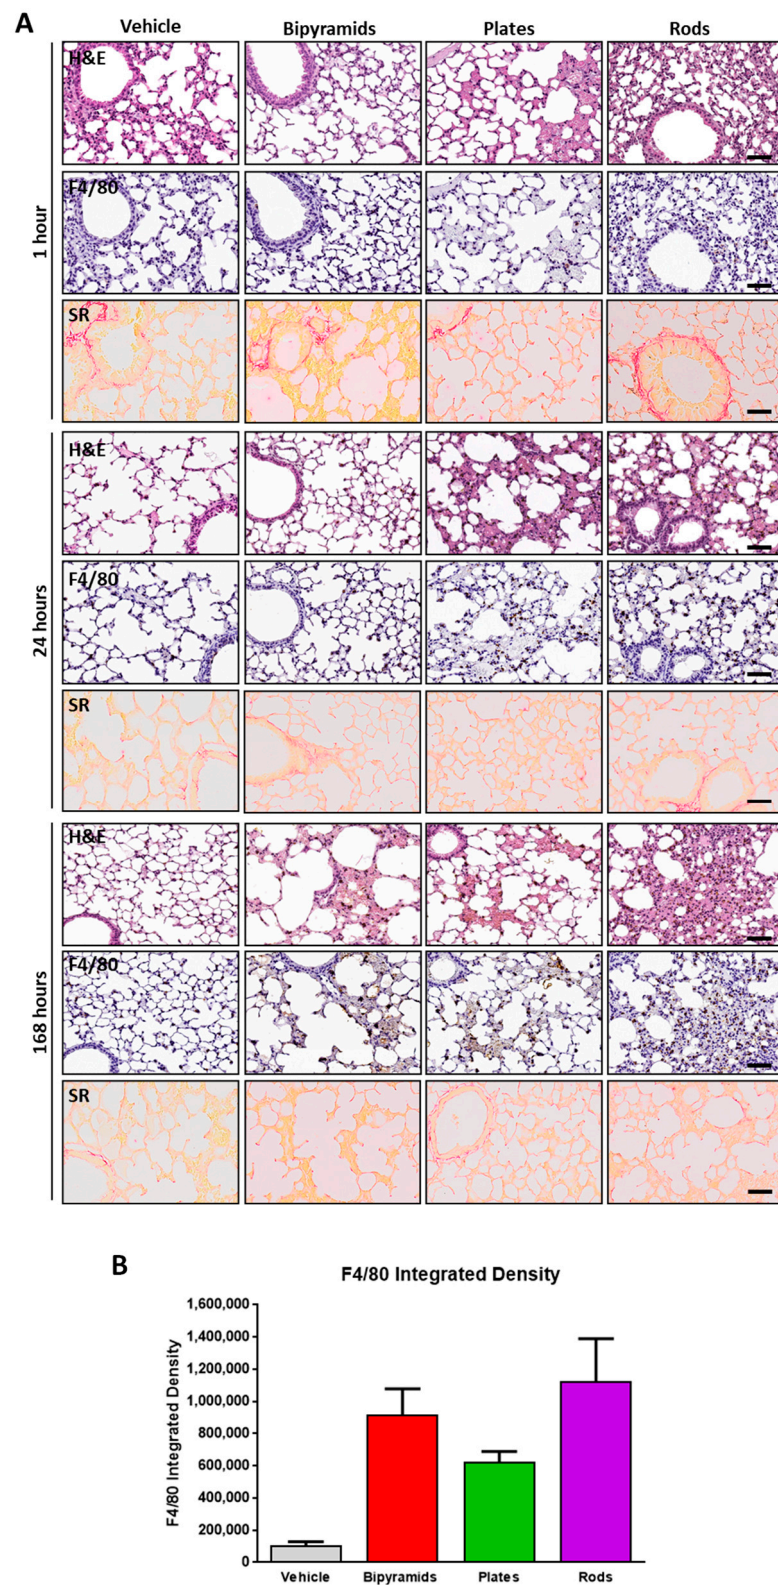 A
Vehicle Bipyramids Plates Rods
1 hour
H&E
F4/80
SR
24 hours
H&E
F4/80
SR
168 hours
H&E
F4/80
SR
B
F4/80 Integrated Density
F4/80 Integrated Density
1,600,000
1,400,000
1,200,000
1,000,000
800,000
600,000
400,000
200,000
0
Vehicle Bipyramids Plates Rods